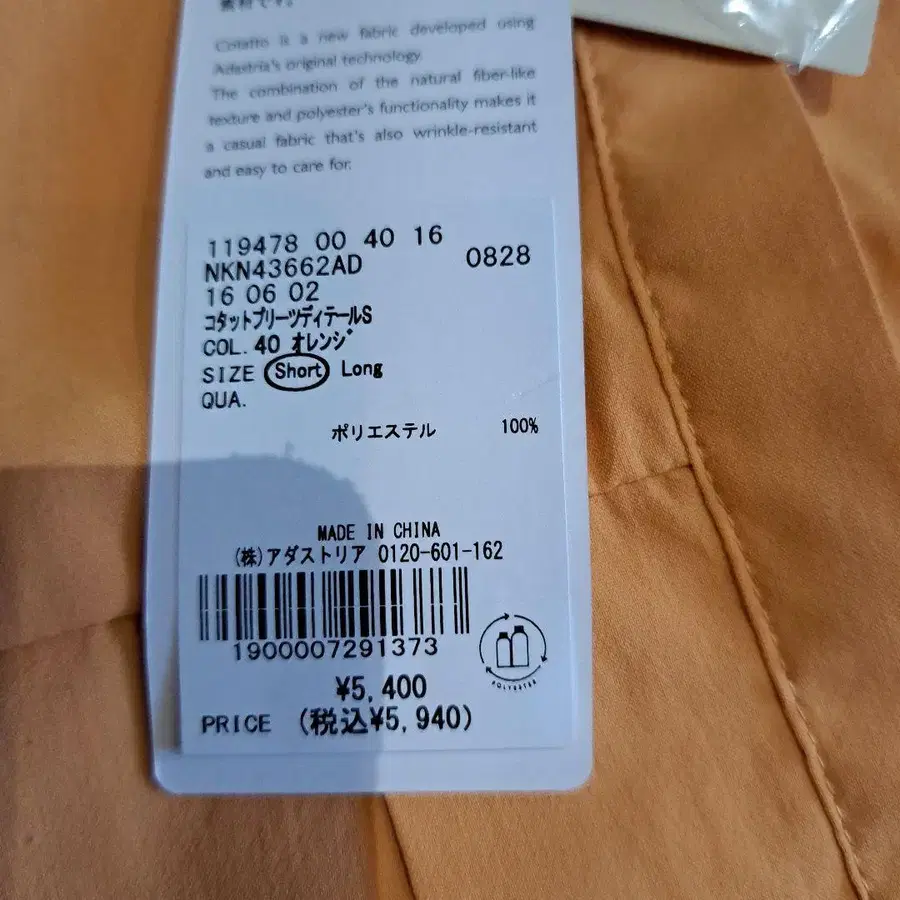 素材です。
Cotatto is a new fabric developed using
Adastria's original technology.
The combination of the natural fiber-like
texture and polyester's functionality makes it
a casual fabric that's also wrinkle-resistant
and easy to care for.
119478 00 40 16
NKN43662AD 0828
16 06 02
コタットプリーツディテールS
COL. 40 オレンジ
SIZE Short Long
QUA.
ポリエステル 100%
MADE IN CHINA
(株)アダストリア 0120-601-162
1900007291373
POLYESTER
¥5,400
PRICE (税込¥5,940)